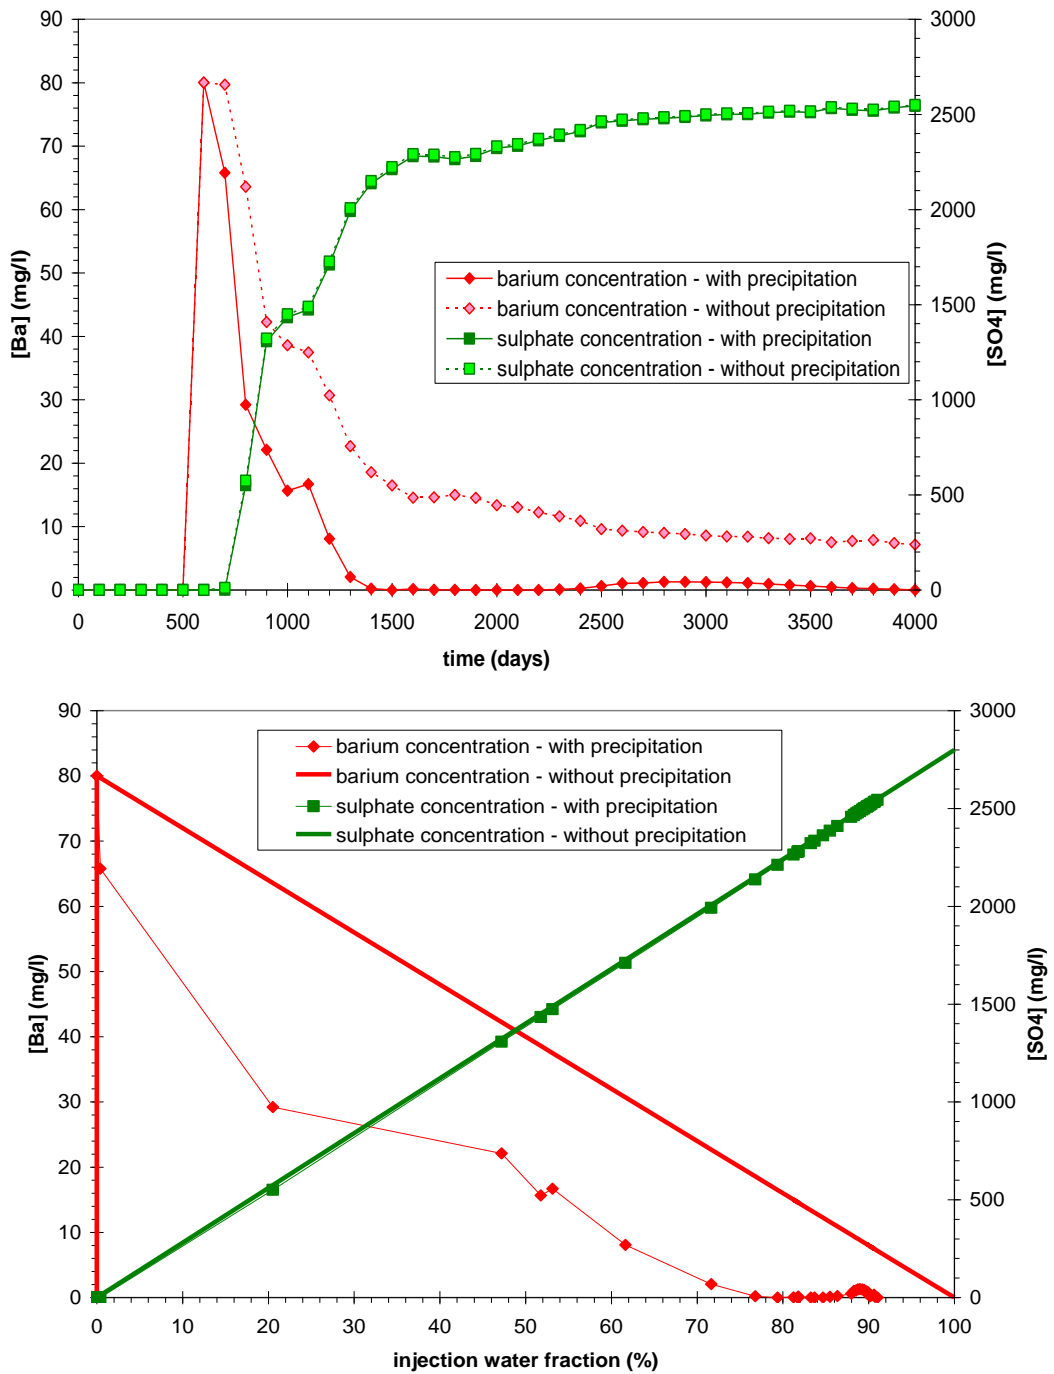 90
80
70
60
50
40
30
20
10
0
[Ba] (mg/l)
3000
2500
2000
1500
1000
500
0
[SO4] (mg/l)
barium concentration - with precipitation
barium concentration - without precipitation
sulphate concentration - with precipitation
sulphate concentration - without precipitation
0 500 1000 1500 2000 2500 3000 3500 4000
time (days)
90
80
70
60
50
40
30
20
10
0
[Ba] (mg/l)
3000
2500
2000
1500
1000
500
0
[SO4] (mg/l)
barium concentration - with precipitation
barium concentration - without precipitation
sulphate concentration - with precipitation
sulphate concentration - without precipitation
0 10 20 30 40 50 60 70 80 90 100
injection water fraction (%)